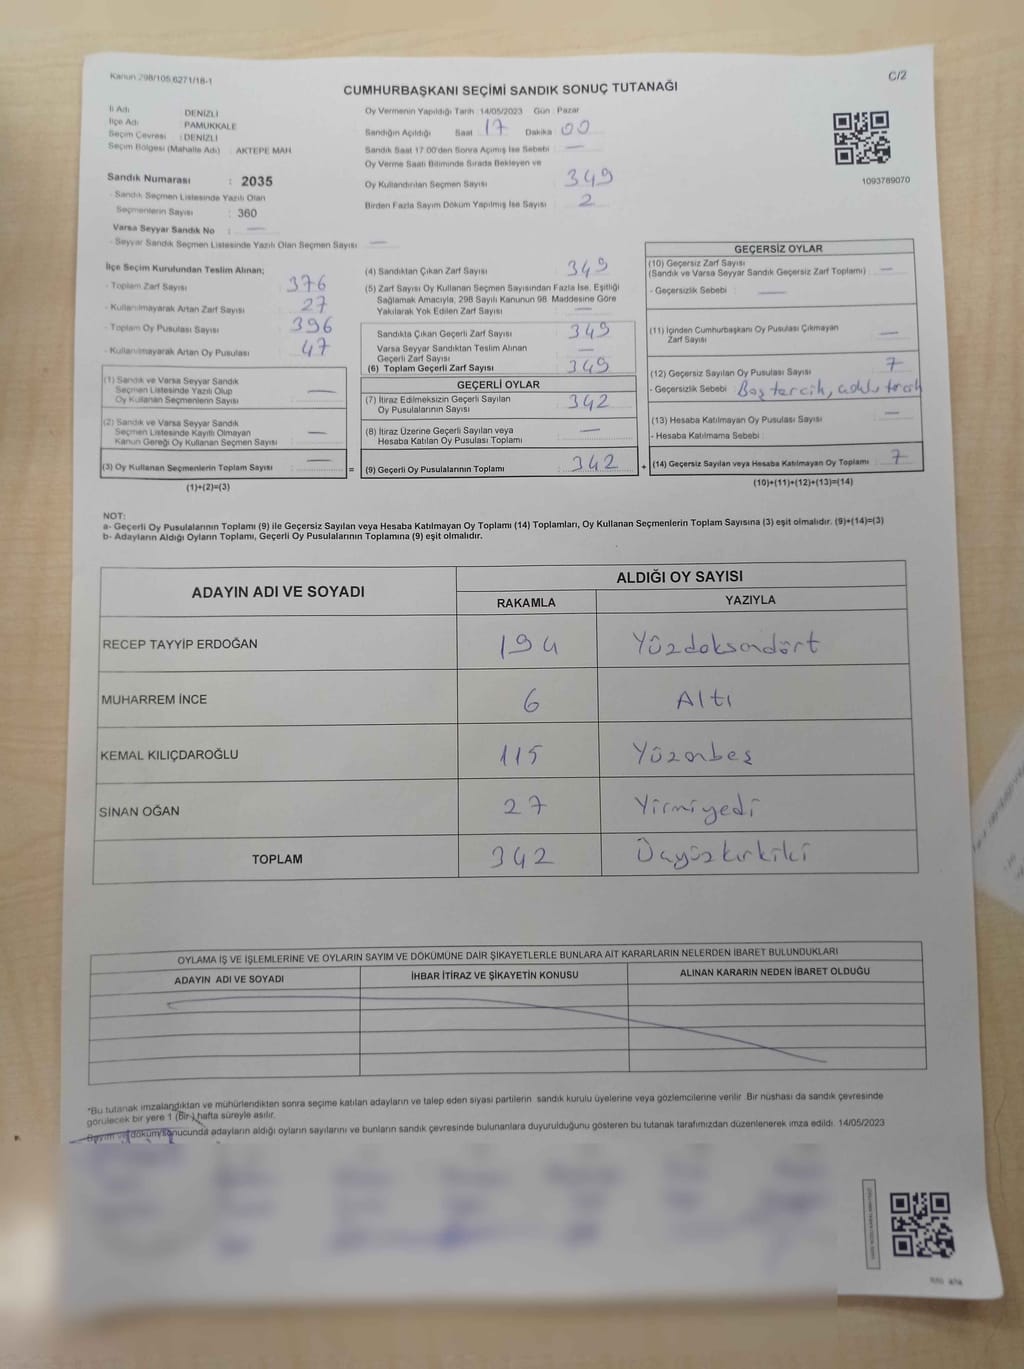 Kanun 298/105,6271/18-1
C/2
CUMHURBAŞKANI SEÇİMİ SANDIK SONUÇ TUTANAĞI
İl Adı DENİZLİ
İlçe Adı PAMUKKALE
Seçim Çevresi : DENİZLİ
Seçim Bölgesi (Mahalle Adı) : AKTEPE MAH
Sandık Numarası : 2035
- Sandık Seçmen Listesinde Yazılı Olan
Seçmenlerin Sayısı : 360
Varsa Seyyar Sandık No : —
- Seyyar Sandık Seçmen Listesinde Yazılı Olan Seçmen Sayısı —
Oy Vermenin Yapıldığı Tarih : 14/05/2023 Gün : Pazar
Sandığın Açıldığı Saat 17 Dakika 00
Sandık Saat 17:00'den Sonra Açılmış İse Sebebi —
Oy Verme Saati Bitiminde Sırada Bekleyen ve
Oy Kullandırılan Seçmen Sayısı 349
Birden Fazla Sayım Döküm Yapılmış İse Sayısı 2
1093789070
İlçe Seçim Kurulundan Teslim Alınan;
- Toplam Zarf Sayısı 376
- Kullanılmayarak Artan Zarf Sayısı 27
- Toplam Oy Pusulası Sayısı 396
- Kullanılmayarak Artan Oy Pusulası 47
(1) Sandık ve Varsa Seyyar Sandık
Seçmen Listesinde Yazılı Olup
Oy Kullanan Seçmenlerin Sayısı —
(2) Sandık ve Varsa Seyyar Sandık
Seçmen Listesinde Kayıtlı Olmayan
Kanun Gereği Oy Kullanan Seçmen Sayısı —
(3) Oy Kullanan Seçmenlerin Toplam Sayısı —
(1)+(2)=(3)
=
(4) Sandıktan Çıkan Zarf Sayısı 349
(5) Zarf Sayısı Oy Kullanan Seçmen Sayısından Fazla İse, Eşitliği
Sağlamak Amacıyla, 298 Sayılı Kanunun 98. Maddesine Göre
Yakılarak Yok Edilen Zarf Sayısı —
Sandıkta Çıkan Geçerli Zarf Sayısı 349
Varsa Seyyar Sandıktan Teslim Alınan
Geçerli Zarf Sayısı —
(6) Toplam Geçerli Zarf Sayısı 349
GEÇERLİ OYLAR
(7) İtiraz Edilmeksizin Geçerli Sayılan
Oy Pusulalarının Sayısı 342
(8) İtiraz Üzerine Geçerli Sayılan veya
Hesaba Katılan Oy Pusulası Toplamı —
(9) Geçerli Oy Pusulalarının Toplamı 342
+
GEÇERSİZ OYLAR
(10) Geçersiz Zarf Sayısı
(Sandık ve Varsa Seyyar Sandık Geçersiz Zarf Toplamı) —
- Geçersizlik Sebebi : —
(11) İçinden Cumhurbaşkanı Oy Pusulası Çıkmayan
Zarf Sayısı —
(12) Geçersiz Sayılan Oy Pusulası Sayısı 7
- Geçersizlik Sebebi : Boş tercih, tercih
(13) Hesaba Katılmayan Oy Pusulası Sayısı —
- Hesaba Katılmama Sebebi :
(14) Geçersiz Sayılan veya Hesaba Katılmayan Oy Toplamı : 7
(10)+(11)+(12)+(13)=(14)
NOT:
a- Geçerli Oy Pusulalarının Toplamı (9) ile Geçersiz Sayılan veya Hesaba Katılmayan Oy Toplamı (14) Toplamları, Oy Kullanan Seçmenlerin Toplam Sayısına (3) eşit olmalıdır. (9)+(14)=(3)
b- Adayların Aldığı Oyların Toplamı, Geçerli Oy Pusulalarının Toplamına (9) eşit olmalıdır.
ADAYIN ADI VE SOYADI
ALDIĞI OY SAYISI
RAKAMLA YAZIYLA
RECEP TAYYİP ERDOĞAN 194 Yüzdoksandört
MUHARREM İNCE 6 Altı
KEMAL KILIÇDAROĞLU 115 Yüzonbeş
SİNAN OĞAN 27 Yirmiyedi
TOPLAM 342 Üçyüzkırkiki
OYLAMA İŞ VE İŞLEMLERİNE VE OYLARIN SAYIM VE DÖKÜMÜNE DAİR ŞİKAYETLERLE BUNLARA AİT KARARLARIN NELERDEN İBARET BULUNDUKLARI
ADAYIN ADI VE SOYADI İHBAR İTİRAZ VE ŞİKAYETİN KONUSU ALINAN KARARIN NEDEN İBARET OLDUĞU
*Bu tutanak imzalandıktan ve mühürlendikten sonra seçime katılan adayların ve talep eden siyasi partilerin sandık kurulu üyelerine veya gözlemcilerine verilir. Bir nüshası da sandık çevresinde
görülecek bir yere 1 (Bir) hafta süreyle asılır.
Sayım ve döküm sonucunda adayların aldığı oyların sayılarını ve bunların sandık çevresinde bulunanlara duyurulduğunu gösteren bu tutanak tarafımızdan düzenlenerek imza edildi. 14/05/2023